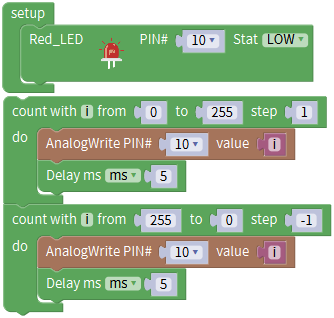 setup
Red_LED PIN# 10 Stat LOW
count with i from 0 to 255 step 1
do AnalogWrite PIN# 10 value i
Delay ms ms 5
count with i from 255 to 0 step -1
do AnalogWrite PIN# 10 value i
Delay ms ms 5